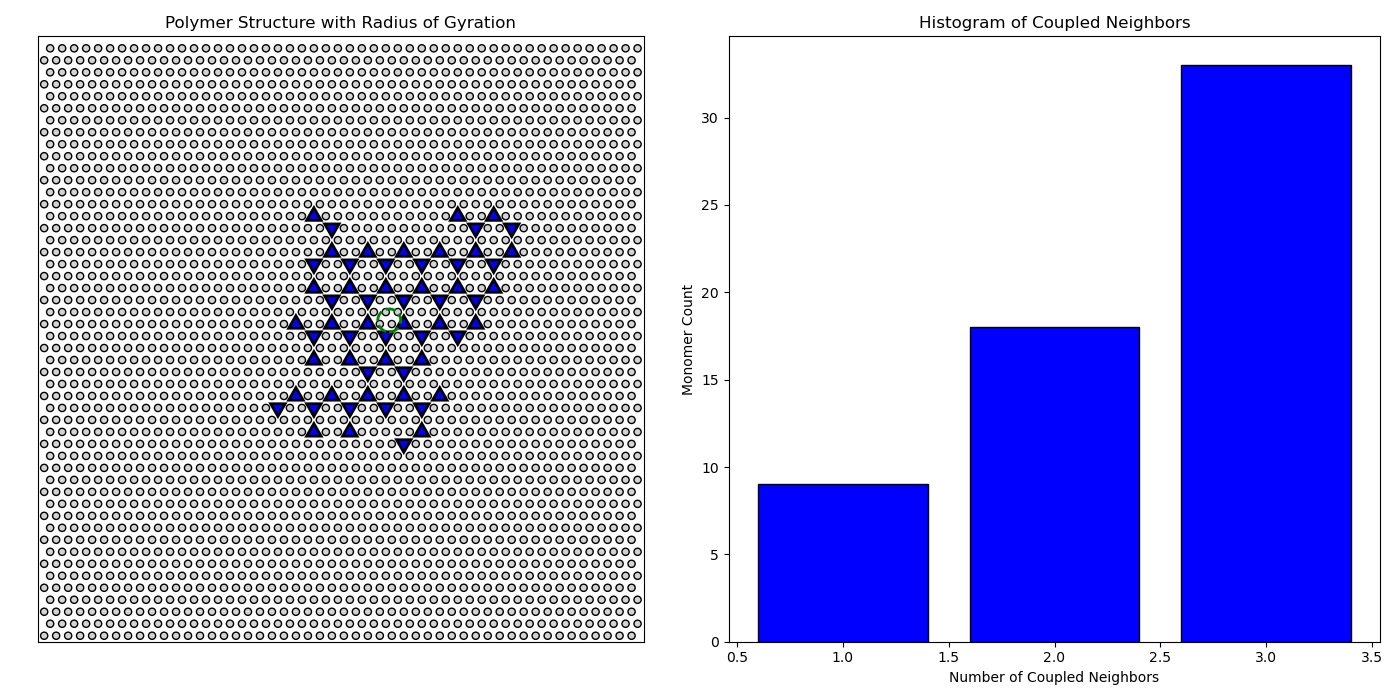 Polymer Structure with Radius of Gyration
Histogram of Coupled Neighbors
Monomer Count
30
25
20
15
10
5
0
0.5 1.0 1.5 2.0 2.5 3.0 3.5
Number of Coupled Neighbors